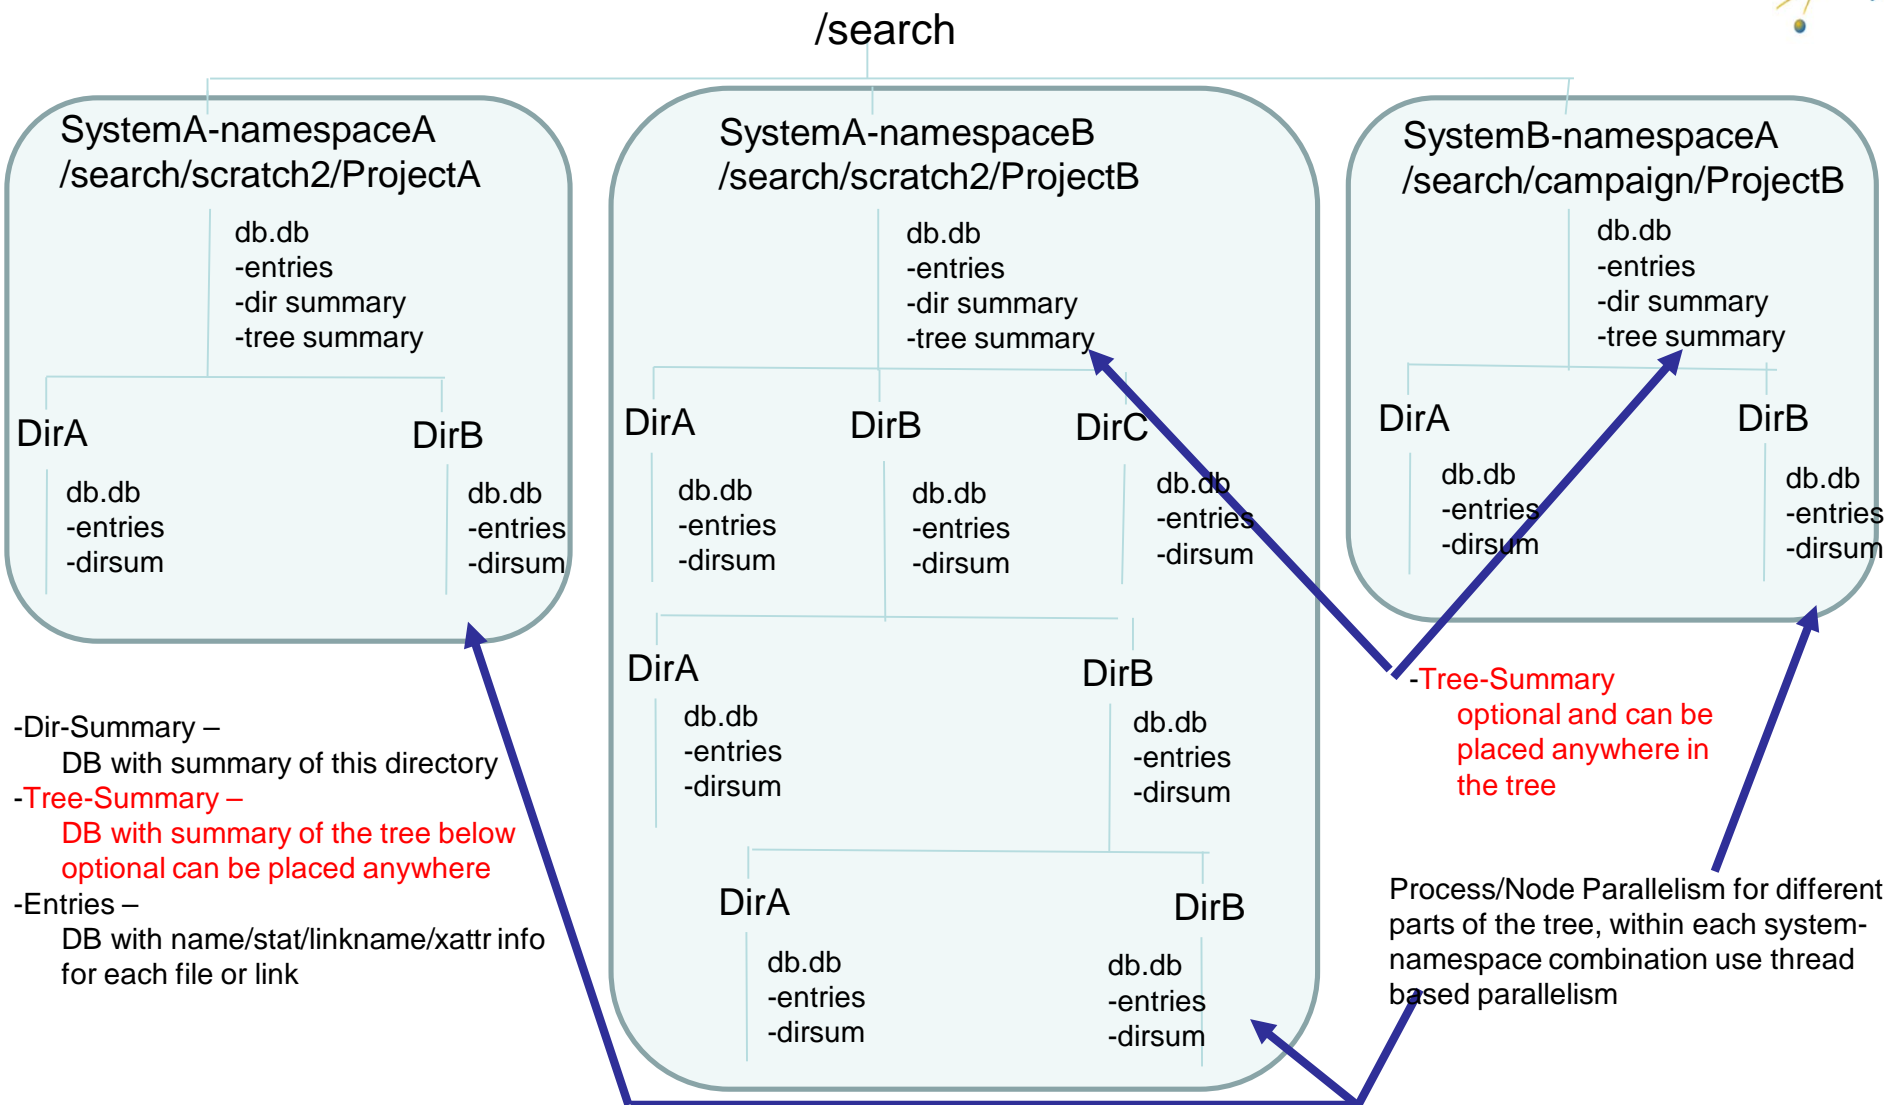 /search
SystemA-namespaceA
/search/scratch2/ProjectA
db.db
-entries
-dir summary
-tree summary
DirA
db.db
-entries
-dirsum
DirB
db.db
-entries
-dirsum
SystemA-namespaceB
/search/scratch2/ProjectB
db.db
-entries
-dir summary
-tree summary
DirA
db.db
-entries
-dirsum
DirB
db.db
-entries
-dirsum
DirC
db.db
-entries
-dirsum
DirA
db.db
-entries
-dirsum
DirB
db.db
-entries
-dirsum
DirA
db.db
-entries
-dirsum
DirB
db.db
-entries
-dirsum
SystemB-namespaceA
/search/campaign/ProjectB
db.db
-entries
-dir summary
-tree summary
DirA
db.db
-entries
-dirsum
DirB
db.db
-entries
-dirsum
-Dir-Summary –
DB with summary of this directory
-Tree-Summary –
DB with summary of the tree below
optional can be placed anywhere
-Entries –
DB with name/stat/linkname/xattr info
for each file or link
-Tree-Summary
optional and can be
placed anywhere in
the tree
Process/Node Parallelism for different
parts of the tree, within each system-
namespace combination use thread
based parallelism